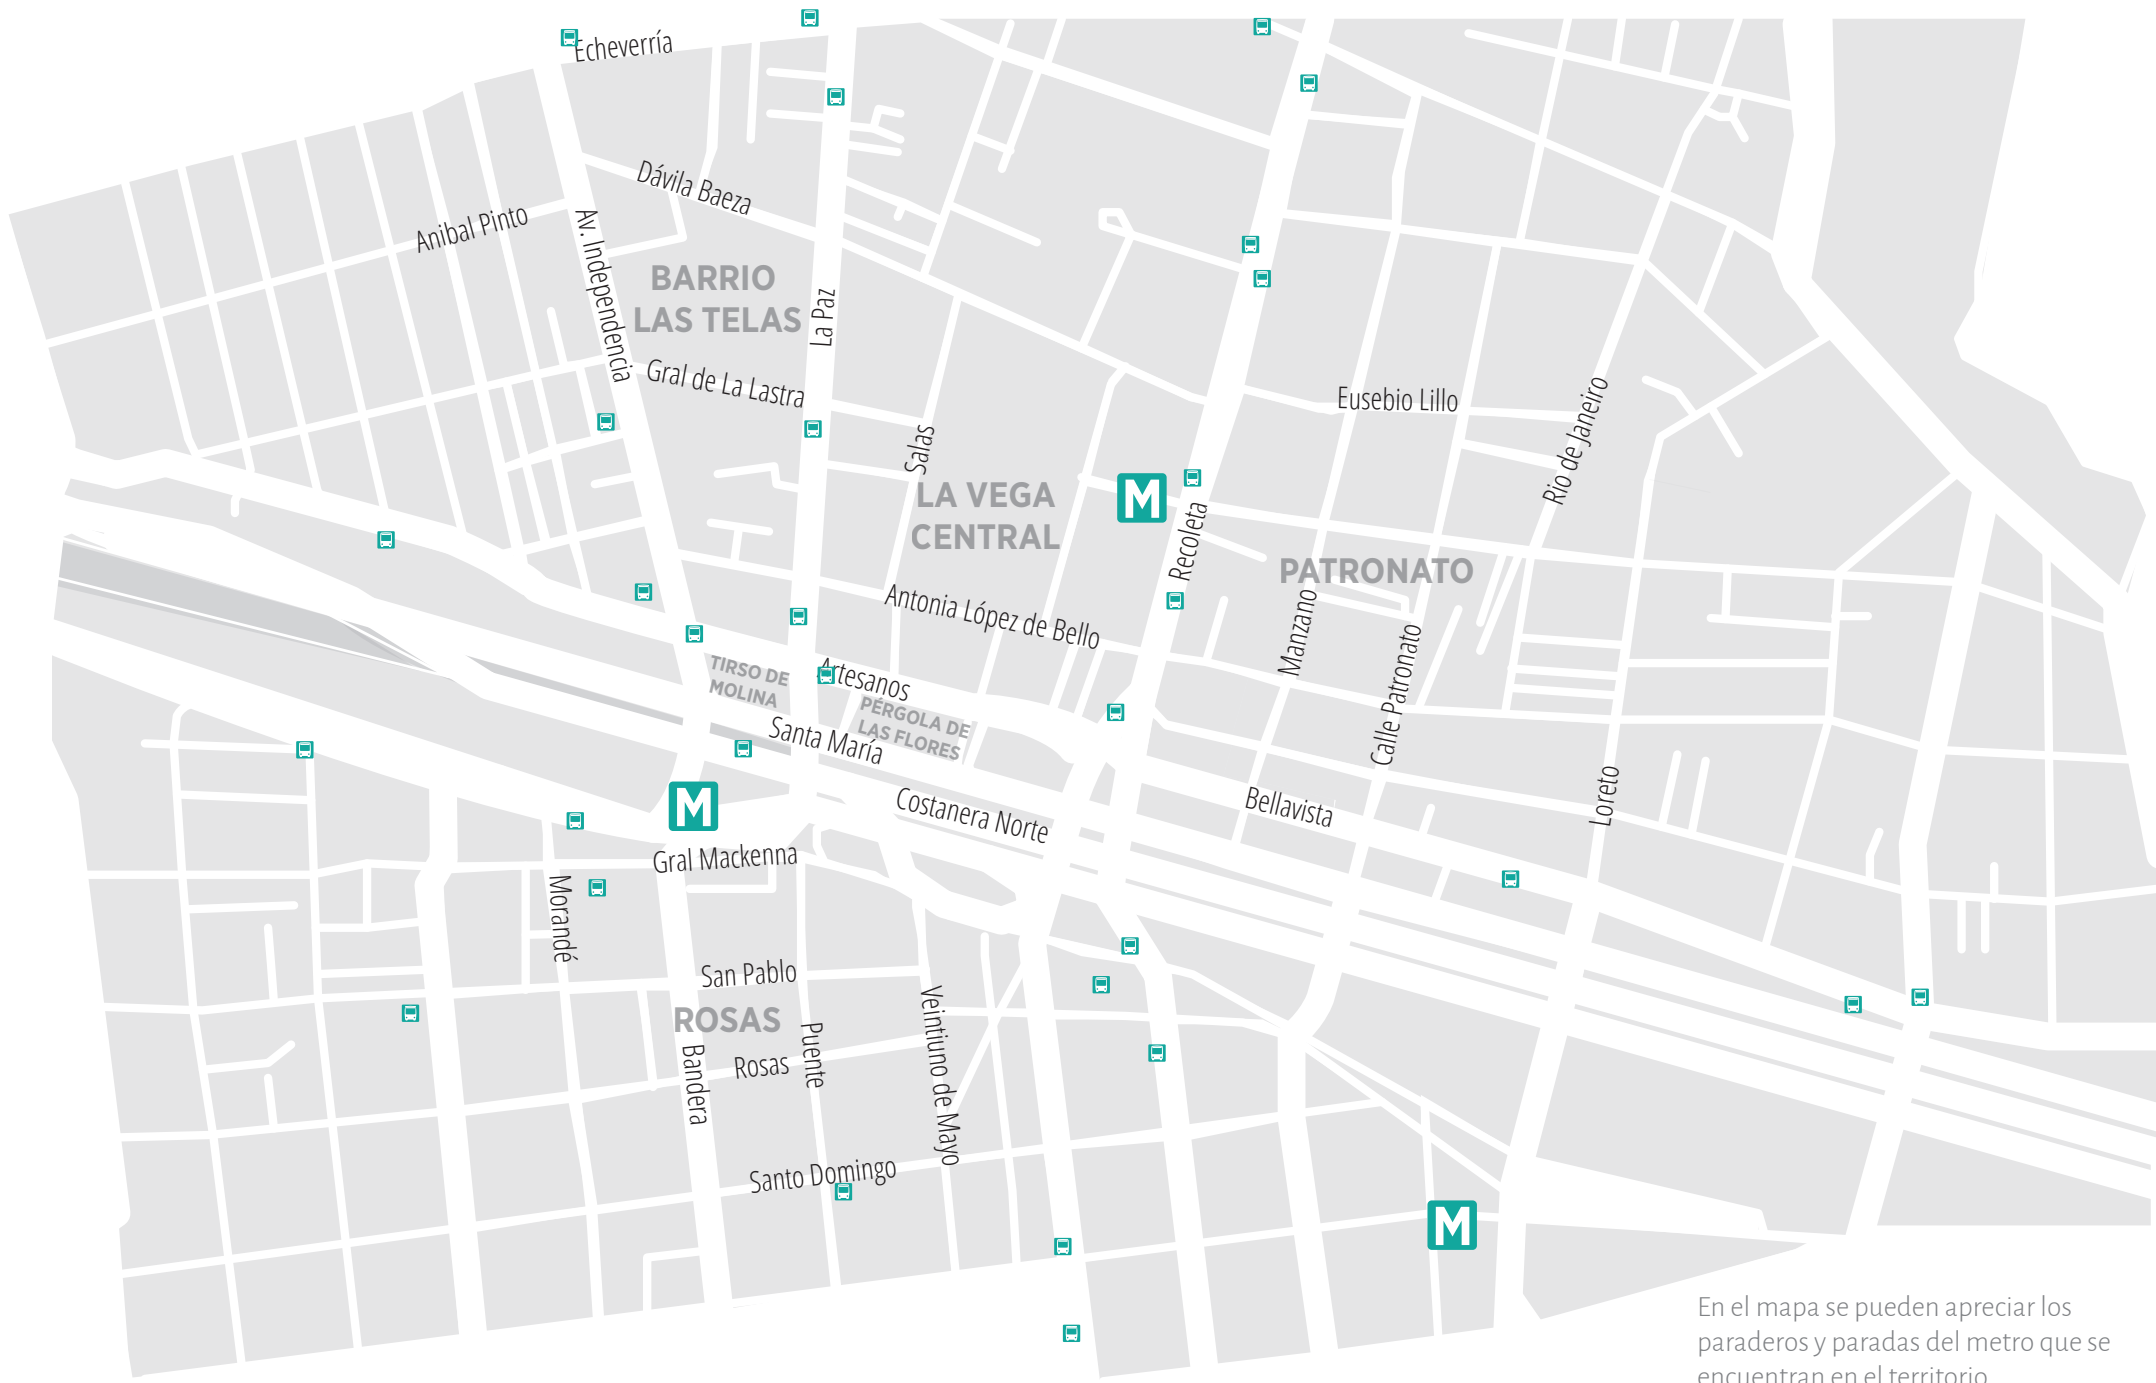 Echeverría
Dávila Baeza
Anibal Pinto
Av. Independencia
BARRIO
LAS TELAS
La Paz
Gral de La Lastra
Eusebio Lillo
Rio de Janeiro
Salas
LA VEGA
CENTRAL
M
Recoleta
PATRONATO
Antonia López de Bello
Manzano
Calle Patronato
TIRSO DE
MOLINA
Artesanos
PÉRGOLA DE
LAS FLORES
Santa María
M
Costanera Norte
Bellavista
Loreto
Gral Mackenna
Morandé
San Pablo
ROSAS
Veintiuno de Mayo
Puente
Bandera
Rosas
Santo Domingo
M
En el mapa se pueden apreciar los
paraderos y paradas del metro que se
encuentran en el territorio